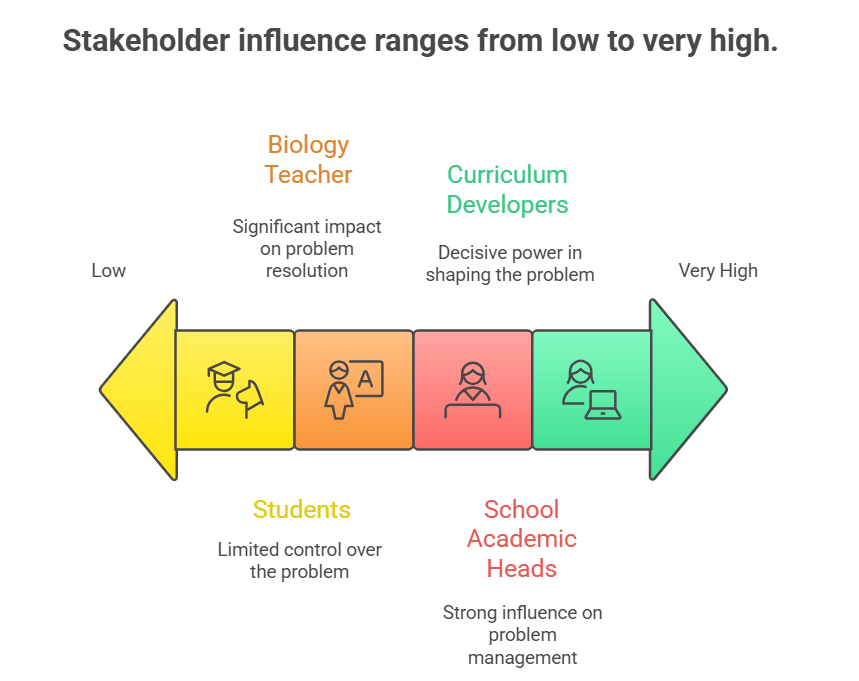 Stakeholder influence ranges from low to very high.
Biology
Teacher
Significant impact
on problem
resolution
Curriculum
Developers
Decisive power in
shaping the problem
Low
Very High
A
Students
Limited control over
the problem
School
Academic
Heads
Strong influence on
problem
management